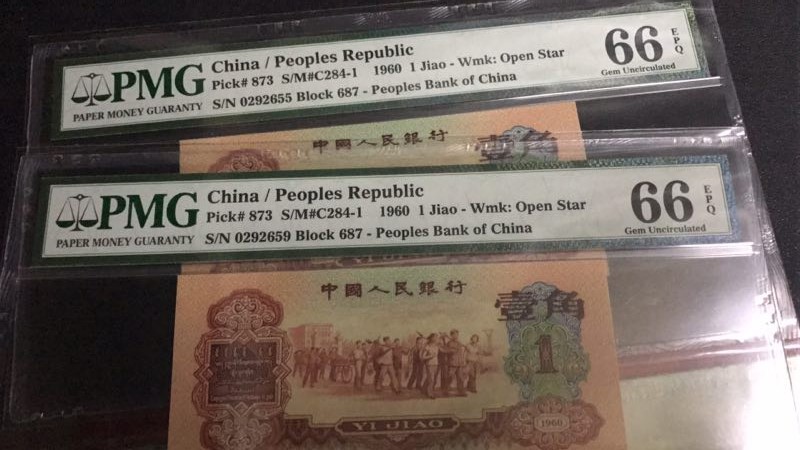 PMG
PAPER MONEY GUARANTY
China / Peoples Republic
Pick# 873 S/M#C284-1 1960 1 Jiao - Wmk: Open Star
S/N 0292655 Block 687 - Peoples Bank of China
66 EPQ
Gem Uncirculated
中國人民銀行
壹角
PMG
PAPER MONEY GUARANTY
China / Peoples Republic
Pick# 873 S/M#C284-1 1960 1 Jiao - Wmk: Open Star
S/N 0292659 Block 687 - Peoples Bank of China
66 EPQ
Gem Uncirculated
中國人民銀行
壹角
1
YI JIAO
1960